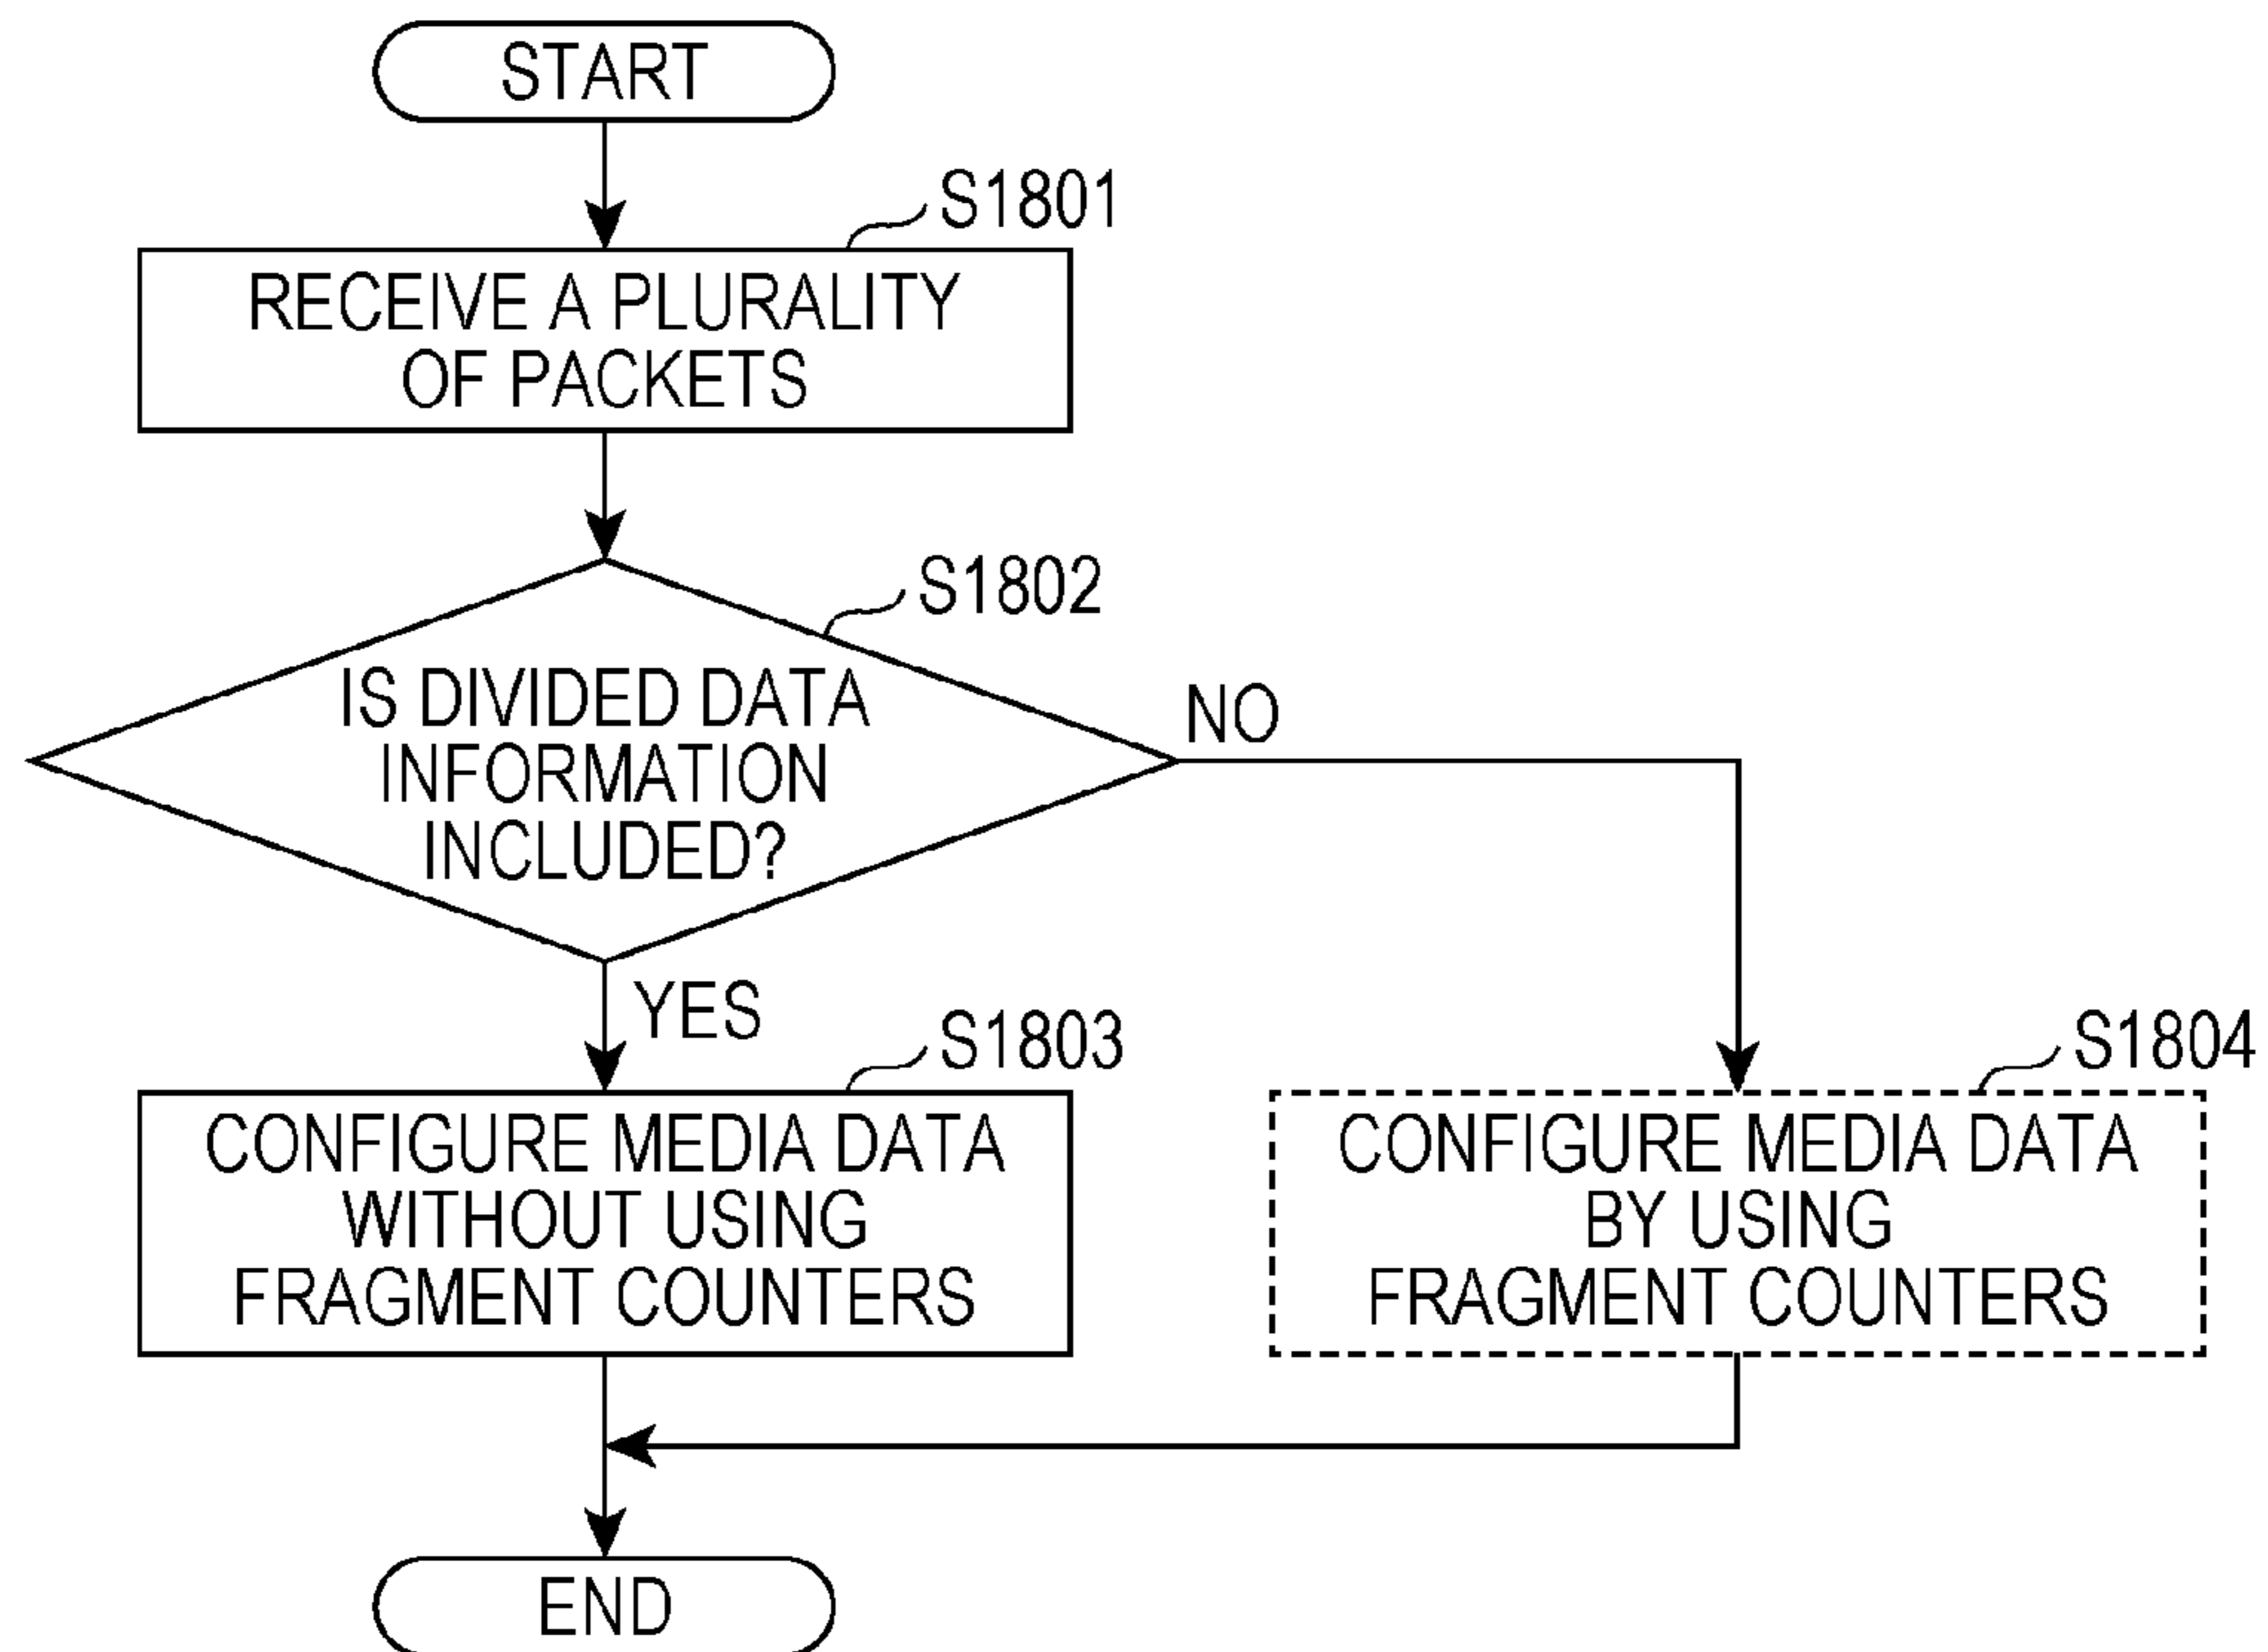 START
S1801
RECEIVE A PLURALITY
OF PACKETS
S1802
IS DIVIDED DATA
INFORMATION
INCLUDED?
NO
YES
S1803
CONFIGURE MEDIA DATA
WITHOUT USING
FRAGMENT COUNTERS
S1804
CONFIGURE MEDIA DATA
BY USING
FRAGMENT COUNTERS
END